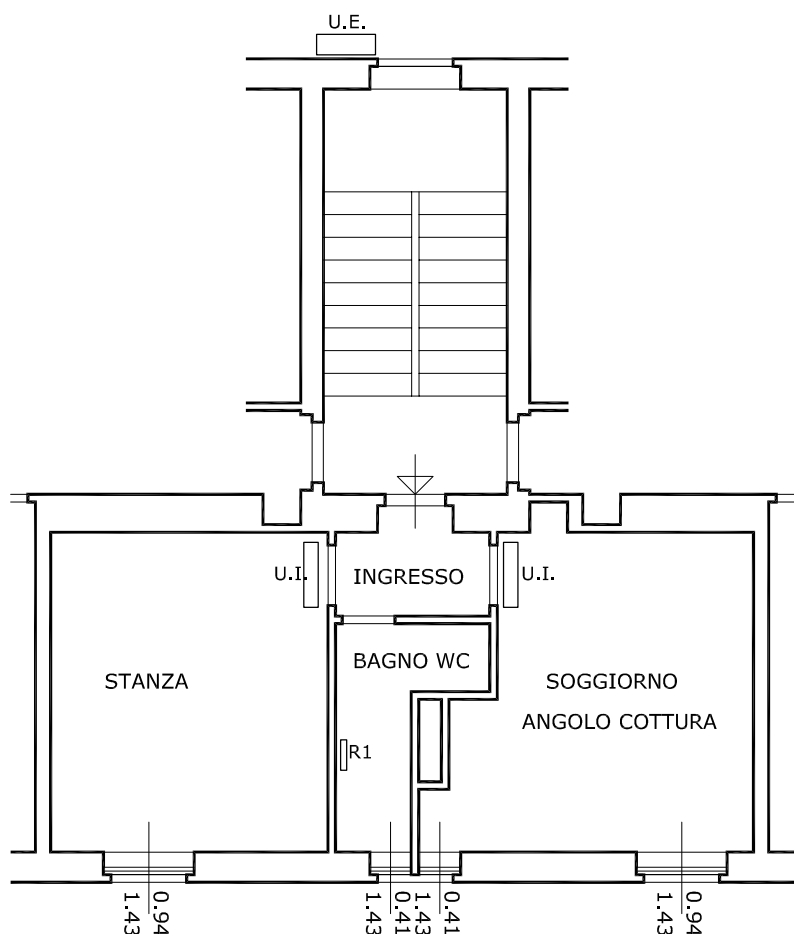 U.E.
U.I.
INGRESSO
U.I.
BAGNO WC
STANZA
SOGGIORNO
ANGOLO COTTURA
R1
0.94
1.43
0.41
1.43
0.41
1.43
0.94
1.43